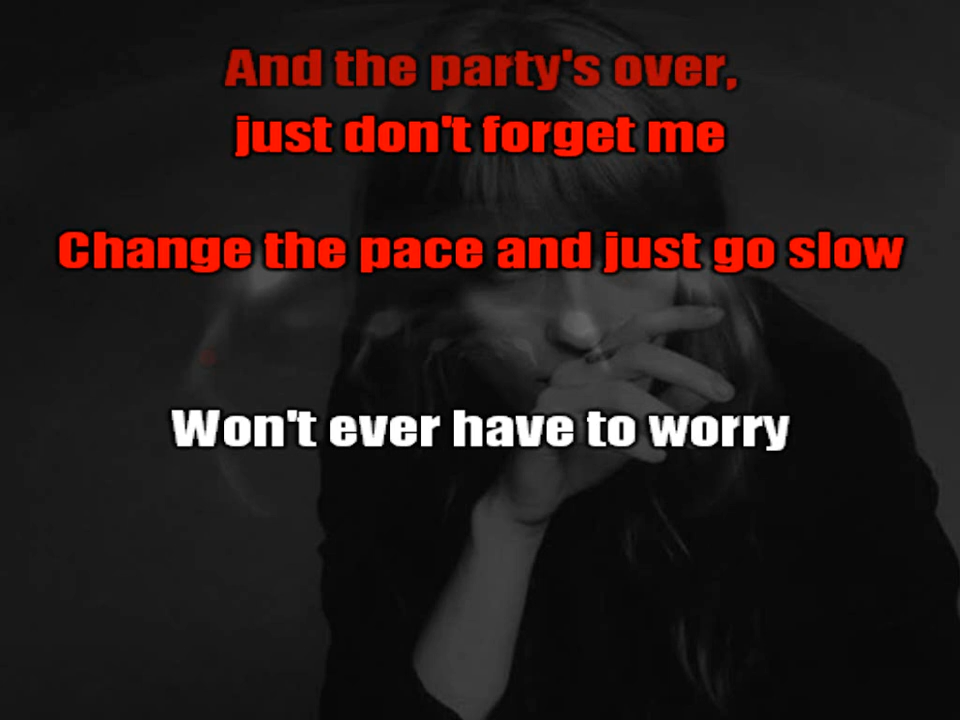 And the party's over,
just don't forget me
Change the pace and just go slow
Won't ever have to worry